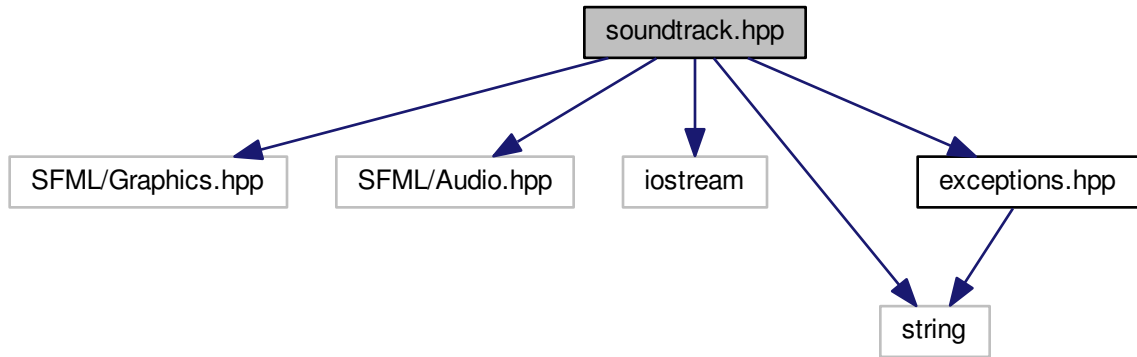 soundtrack.hpp
SFML/Graphics.hpp
SFML/Audio.hpp
iostream
exceptions.hpp
string